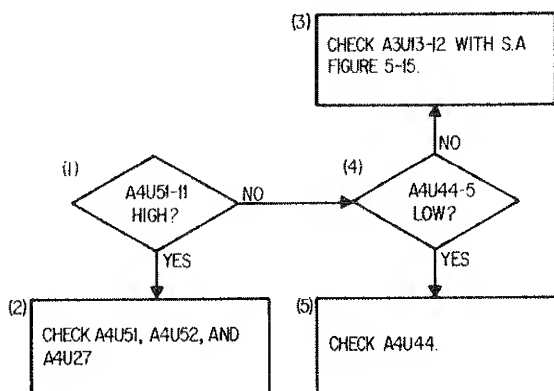 (3)
CHECK A3U13-12 WITH S.A
FIGURE 5-15.
NO
(1)
A4U51-11
HIGH?
NO
(4)
A4U44-5
LOW?
YES
YES
(2)
CHECK A4U51, A4U52, AND
A4U27
(5)
CHECK A4U44.